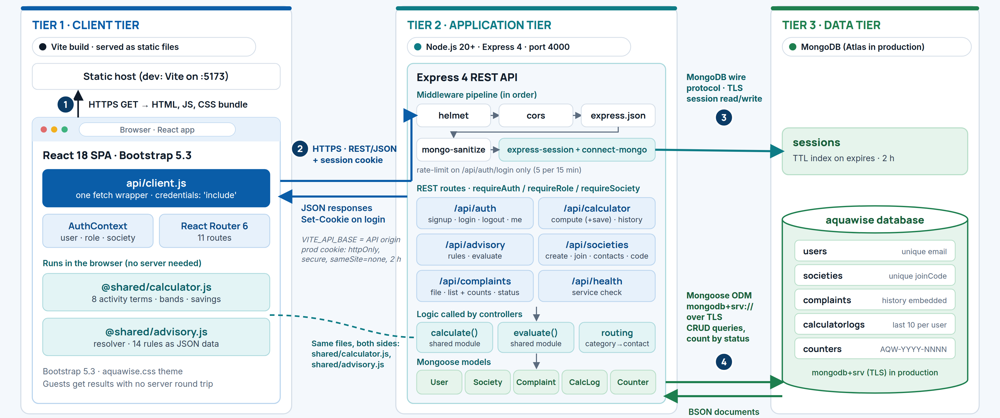 TIER 1 · CLIENT TIER
Vite build · served as static files
Static host (dev: Vite on :5173)
1
HTTPS GET → HTML, JS, CSS bundle
Browser · React app
React 18 SPA · Bootstrap 5.3
api/client.js
one fetch wrapper · credentials: 'include'
AuthContext
user · role · society
React Router 6
11 routes
Runs in the browser (no server needed)
@shared/calculator.js
8 activity terms · bands · savings
@shared/advisory.js
resolver · 14 rules as JSON data
Bootstrap 5.3 · aquawise.css theme
Guests get results with no server round trip
2
HTTPS · REST/JSON
+ session cookie
JSON responses
Set-Cookie on login
VITE_API_BASE = API origin
prod cookie: httpOnly,
secure, sameSite=none, 2 h
Same files, both sides:
shared/calculator.js,
shared/advisory.js
TIER 2 · APPLICATION TIER
Node.js 20+ · Express 4 · port 4000
Express 4 REST API
Middleware pipeline (in order)
helmet
cors
express.json
mongo-sanitize
express-session + connect-mongo
rate-limit on /api/auth/login only (5 per 15 min)
REST routes · requireAuth / requireRole / requireSociety
/api/auth
signup · login · logout · me
/api/calculator
compute (+save) · history
/api/advisory
rules · evaluate
/api/societies
create · join · contacts · code
/api/complaints
file · list + counts · status
/api/health
service check
Logic called by controllers
calculate()
shared module
evaluate()
shared module
routing
category→contact
Mongoose models
User
Society
Complaint
CalcLog
Counter
MongoDB wire
protocol · TLS
session read/write
3
Mongoose ODM
mongodb+srv://
over TLS
CRUD queries,
count by status
4
BSON documents
TIER 3 · DATA TIER
MongoDB (Atlas in production)
sessions
TTL index on expires · 2 h
aquawise database
users unique email
societies unique joinCode
complaints history embedded
calculatorlogs last 10 per user
counters AQW-YYYY-NNNN
mongodb+srv (TLS) in production